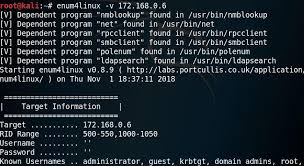 root@kali:~# enum4linux -v 172.168.0.6
[V] Dependent program "nmblookup" found in /usr/bin/nmblookup
[V] Dependent program "net" found in /usr/bin/net
[V] Dependent program "rpcclient" found in /usr/bin/rpcclient
[V] Dependent program "smbclient" found in /usr/bin/smbclient
[V] Dependent program "polenum" found in /usr/bin/polenum
[V] Dependent program "ldapsearch" found in /usr/bin/ldapsearch
Starting enum4linux v0.8.9 ( http://labs.portcullis.co.uk/application/
num4linux/ ) on Thu Nov 1 18:37:11 2018
==========================
| Target Information |
==========================
Target ........... 172.168.0.6
RID Range ........ 500-550,1000-1050
Username ......... ''
Password ......... ''
Known Usernames .. administrator, guest, krbtgt, domain admins, root,